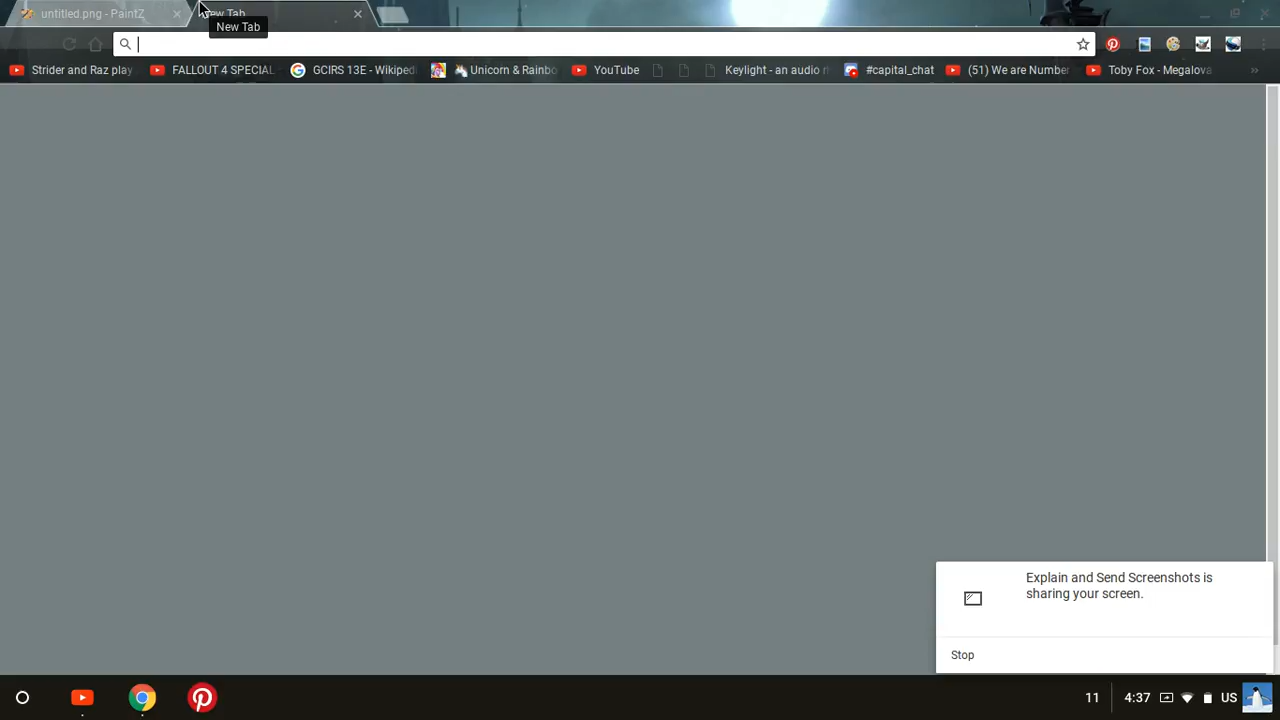 untitled.png - PaintZ
New Tab
New Tab
Strider and Raz play
FALLOUT 4 SPECIAL
GCIRS 13E - Wikiped
Unicorn & Rainbo
YouTube
Keylight - an audio r
#capital_chat
(51) We are Number
Toby Fox - Megalova
»
Explain and Send Screenshots is
sharing your screen.
Stop
11
4:37
US